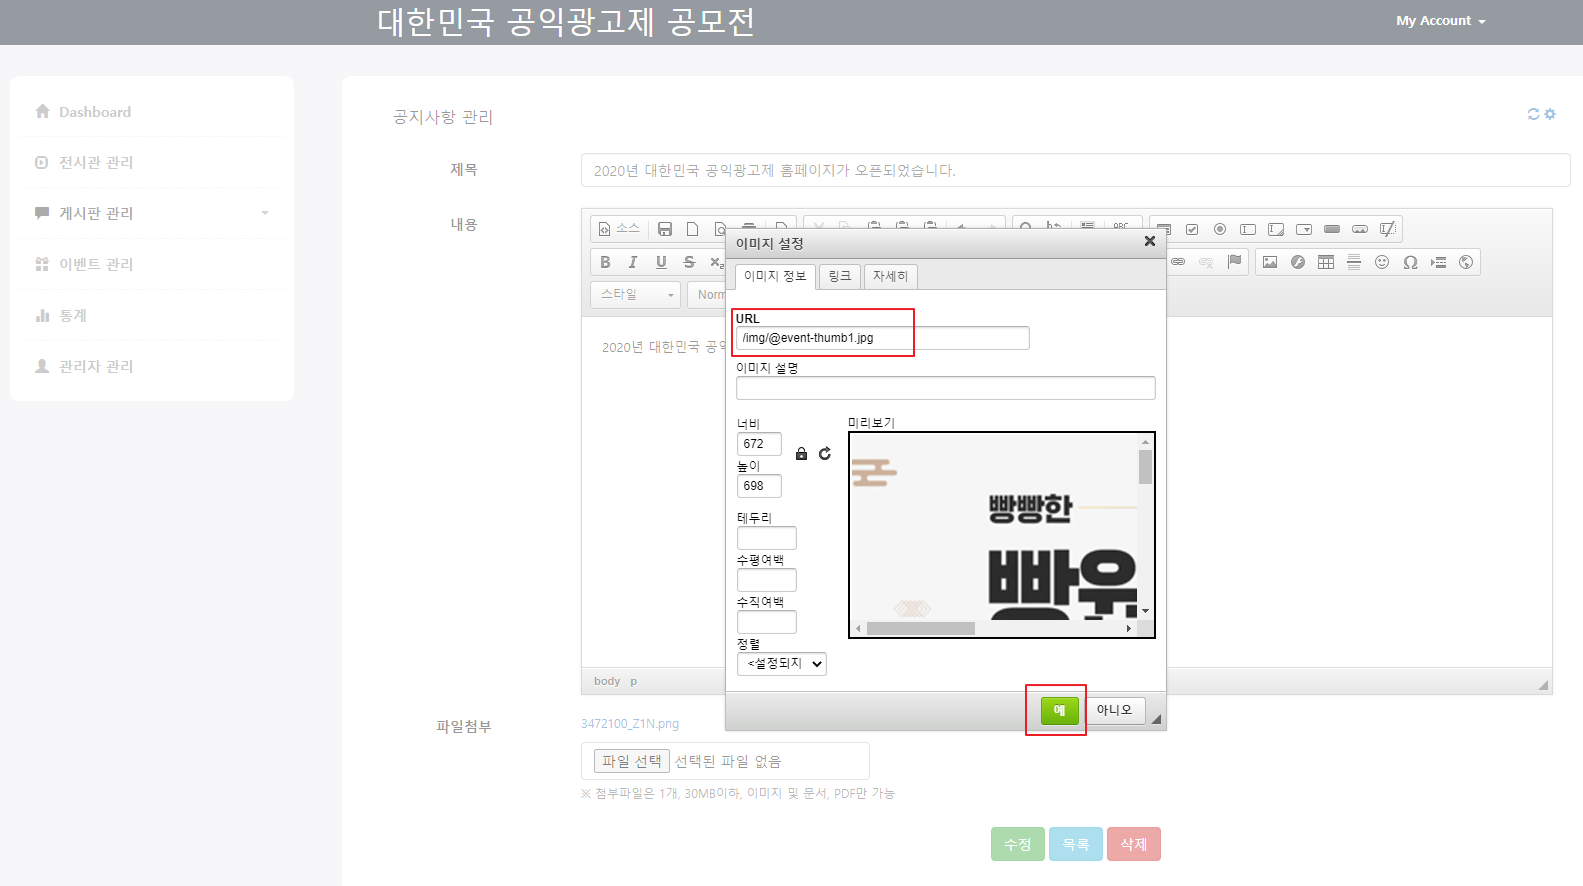 대한민국 공익광고제 공모전
My Account
Dashboard
전시관 관리
게시판 관리
이벤트 관리
통계
관리자 관리
공지사항 관리
제목
2020년 대한민국 공익광고제 홈페이지가 오픈되었습니다.
내용
소스
ABC
B I U S
스타일
Norm
2020년 대한민국 공익
이미지 설정
이미지 정보
링크
자세히
URL
/img/@event-thumb1.jpg
이미지 설명
너비
672
높이
698
테두리
수평여백
수직여백
정렬
<설정되지
미리보기
빵빵한
빵
예
아니오
body p
파일첨부
3472100_Z1N.png
파일 선택 선택된 파일 없음
※ 첨부파일은 1개, 30MB이하, 이미지 및 문서, PDF만 가능
수정
목록
삭제